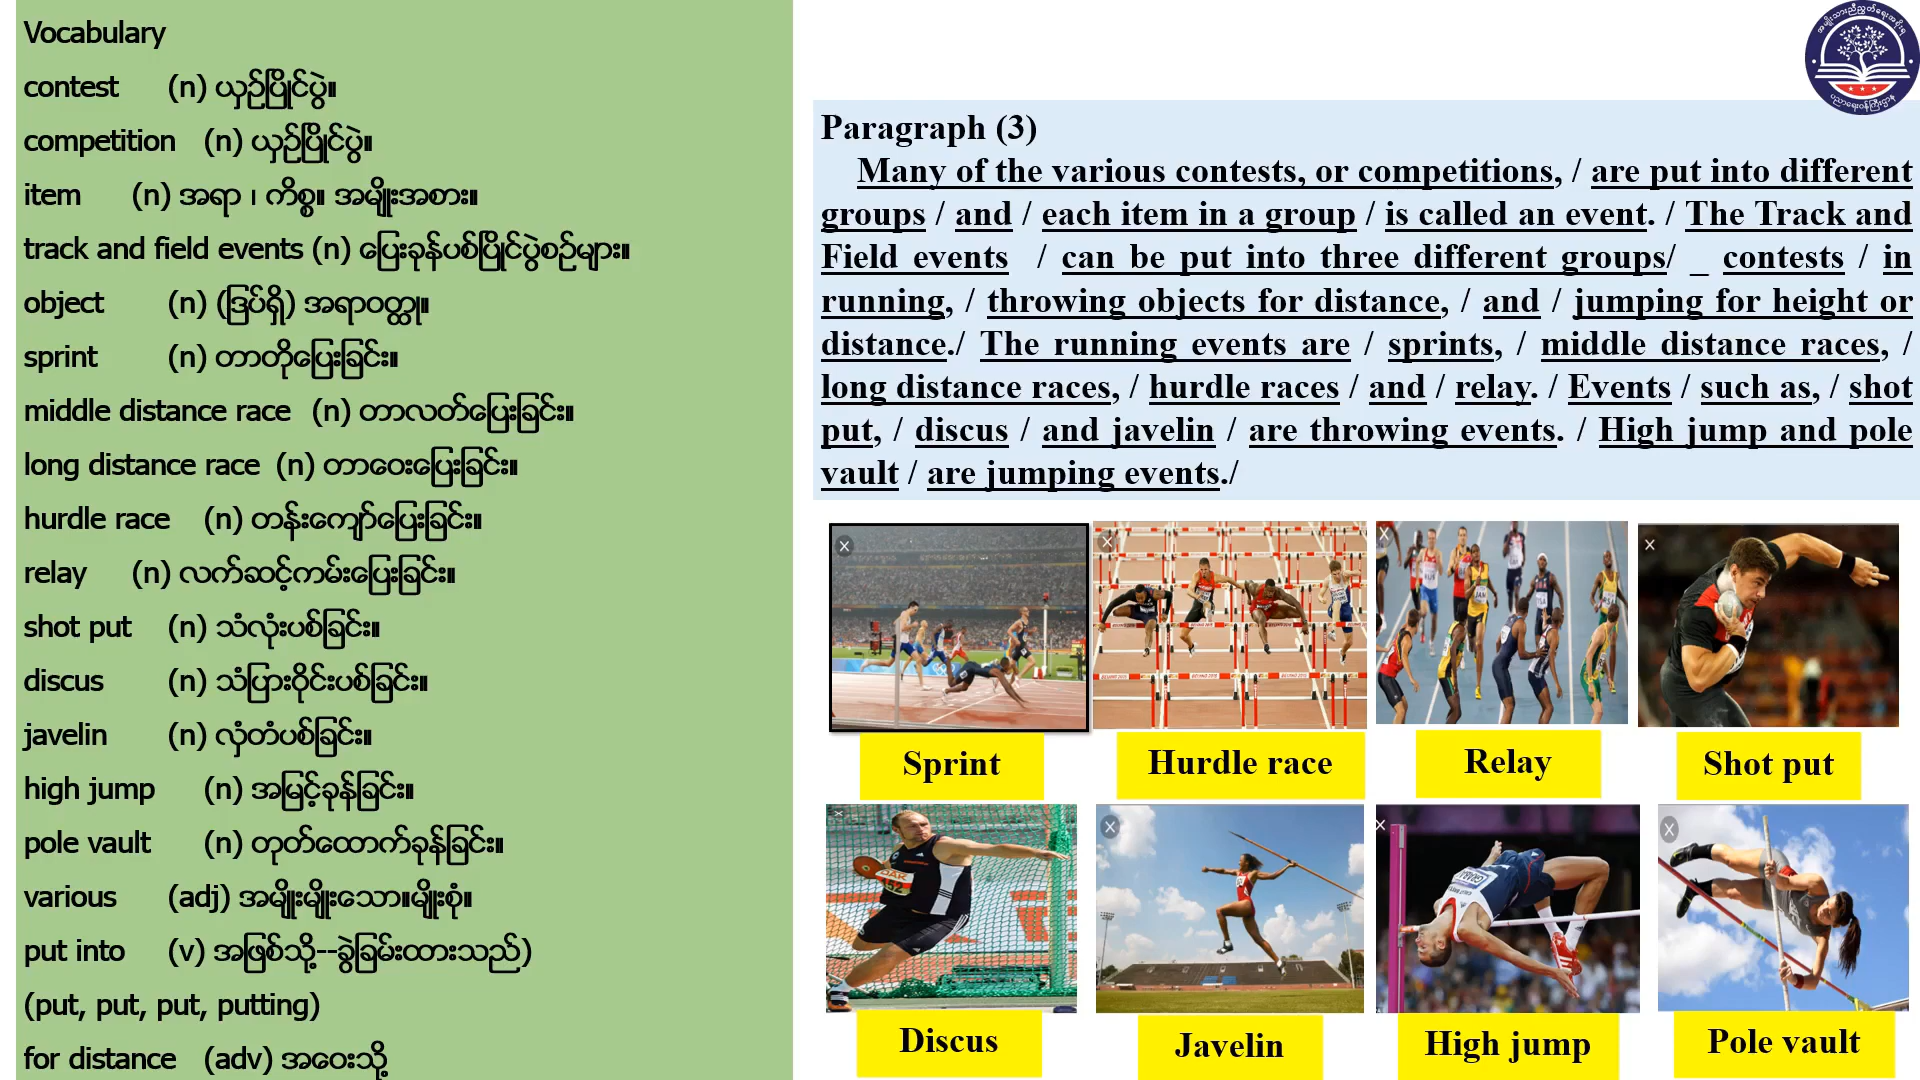 Vocabulary
contest (n) ယှဉ်ပြိုင်ပွဲ။
competition (n) ယှဉ်ပြိုင်ပွဲ။
item (n) အရာ ၊ ကိစ္စ။ အမျိုးအစား။
track and field events (n) ပြေးခုန်ပစ်ပြိုင်ပွဲစဉ်များ။
object (n) (ဒြပ်ရှိ) အရာဝတ္ထု။
sprint (n) တာတိုပြေးခြင်း။
middle distance race (n) တာလတ်ပြေးခြင်း။
long distance race (n) တာဝေးပြေးခြင်း။
hurdle race (n) တန်းကျော်ပြေးခြင်း။
relay (n) လက်ဆင့်ကမ်းပြေးခြင်း။
shot put (n) သံလုံးပစ်ခြင်း။
discus (n) သံပြားဝိုင်းပစ်ခြင်း။
javelin (n) လှံတံပစ်ခြင်း။
high jump (n) အမြင့်ခုန်ခြင်း။
pole vault (n) တုတ်ထောက်ခုန်ခြင်း။
various (adj) အမျိုးမျိုးသော။မျိုးစုံ။
put into (v) အဖြစ်သို့--ခွဲခြမ်းထားသည်)
(put, put, put, putting)
for distance (adv) အဝေးသို့
Paragraph (3)
Many of the various contests, or competitions, / are put into different
groups / and / each item in a group / is called an event. / The Track and
Field events / can be put into three different groups/ _ contests / in
running, / throwing objects for distance, / and / jumping for height or
distance./ The running events are / sprints, / middle distance races, /
long distance races, / hurdle races / and / relay. / Events / such as, / shot
put, / discus / and javelin / are throwing events. / High jump and pole
vault / are jumping events./
Sprint
Hurdle race
Relay
Shot put
Discus
Javelin
High jump
Pole vault